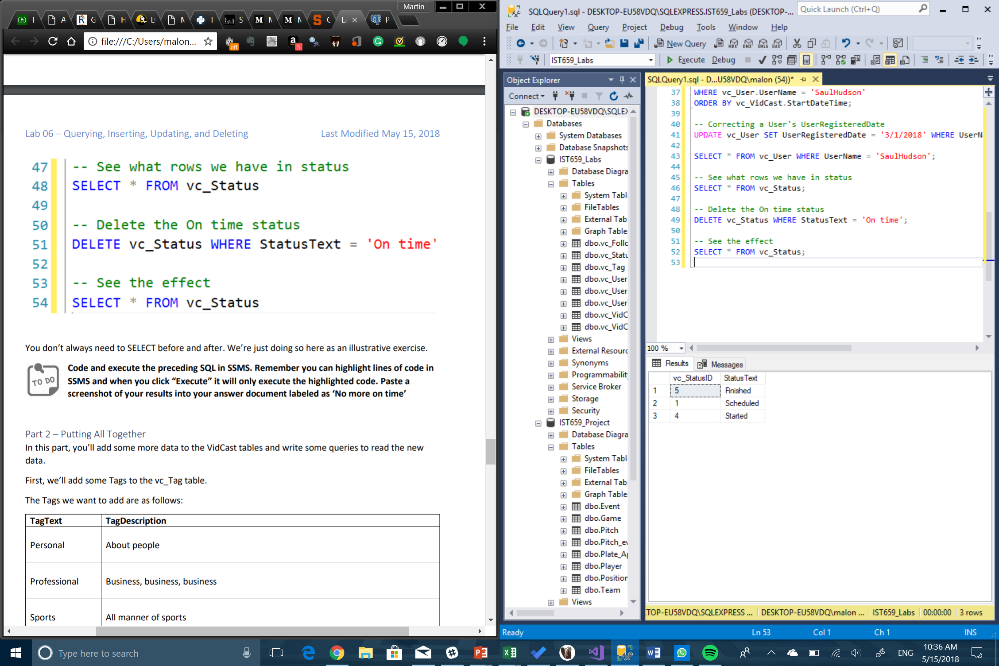 Martin
T
A
G
H
Ly
M
T
S
M
M
C
La
P
file:///C:/Users/malon...
off
5
Lab 06 – Querying, Inserting, Updating, and Deleting
Last Modified May 15, 2018
47 -- See what rows we have in status
48 SELECT * FROM vc_Status
49
50 -- Delete the On time status
51 DELETE vc_Status WHERE StatusText = 'On time'
52
53 -- See the effect
54 SELECT * FROM vc_Status
You don’t always need to SELECT before and after. We’re just doing so here as an illustrative exercise.
TO DO
Code and execute the preceding SQL in SSMS. Remember you can highlight lines of code in
SSMS and when you click “Execute” it will only execute the highlighted code. Paste a
screenshot of your results into your answer document labeled as ‘No more on time’
Part 2 – Putting All Together
In this part, you’ll add some more data to the VidCast tables and write some queries to read the new
data.
First, we’ll add some Tags to the vc_Tag table.
The Tags we want to add are as follows:
TagText TagDescription
Personal About people
Professional Business, business, business
Sports All manner of sports
SQLQuery1.sql - DESKTOP-EU58VDQ\SQLEXPRESS.IST659_Labs (DESKTOP-...
Quick Launch (Ctrl+Q)
File Edit View Query Project Debug Tools Window Help
New Query MDX DMX XMLA DAX
IST659_Labs Execute Debug
Object Explorer
Connect
DESKTOP-EU58VDQ\SQLEX
Databases
System Databases
Database Snapshots
IST659_Labs
Database Diagra
Tables
System Tabl
FileTables
External Tab
Graph Table
dbo.vc_Follo
dbo.vc_Statu
dbo.vc_Tag
dbo.vc_User
dbo.vc_User
dbo.vc_User
dbo.vc_VidC
dbo.vc_VidC
Views
External Resourc
Synonyms
Programmabilit
Service Broker
Storage
Security
IST659_Project
Database Diagra
Tables
System Tabl
FileTables
External Tab
Graph Table
dbo.Event
dbo.Game
dbo.Pitch
dbo.Pitch_ev
dbo.Plate_Ap
dbo.Player
dbo.Position
dbo.Team
Views
SQLQuery1.sql - D...U58VDQ\malon (54))*
37 WHERE vc_User.UserName = 'SaulHudson'
38 ORDER BY vc_VidCast.StartDateTime;
39
40 -- Correcting a User's UserRegisteredDate
41 UPDATE vc_User SET UserRegisteredDate = '3/1/2018' WHERE UserN
42
43 SELECT * FROM vc_User WHERE UserName = 'SaulHudson';
44
45 -- See what rows we have in status
46 SELECT * FROM vc_Status;
47
48 -- Delete the On time status
49 DELETE vc_Status WHERE StatusText = 'On time';
50
51 -- See the effect
52 SELECT * FROM vc_Status;
53
100 %
Results Messages
vc_StatusID StatusText
1 5 Finished
2 1 Scheduled
3 4 Started
TOP-EU58VDQ\SQLEXPRESS ... DESKTOP-EU58VDQ\malon ... IST659_Labs 00:00:00 3 rows
Ready Ln 53 Col 1 Ch 1 INS
Type here to search
ENG
10:36 AM
5/15/2018